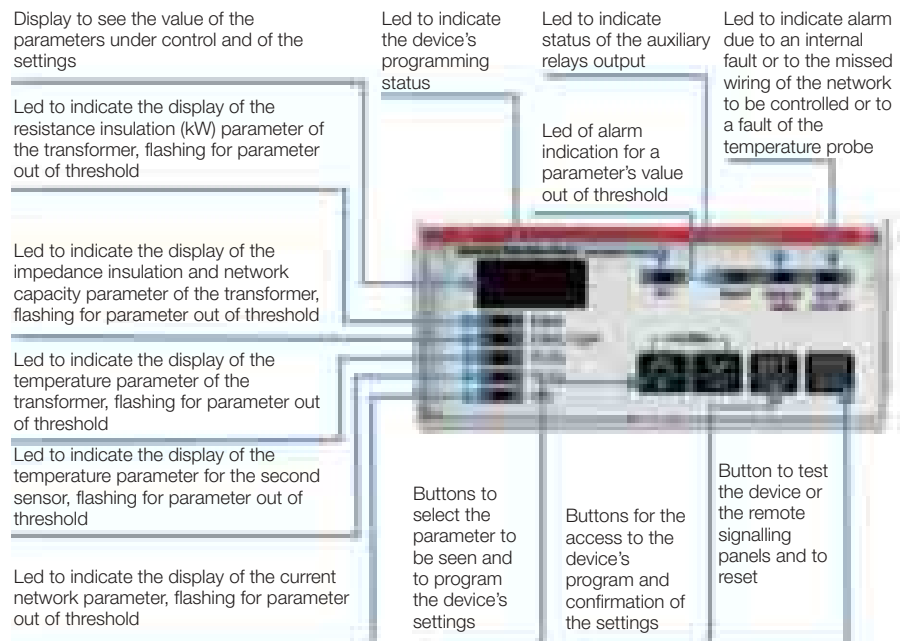 Display to see the value of the
parameters under control and of the
settings
Led to indicate
the device's
programming
status
Led to indicate
status of the auxiliary
relays output
Led to indicate alarm
due to an internal
fault or to the missed
wiring of the network
to be controlled or to
a fault of the
temperature probe
Led to indicate the display of the
resistance insulation (kW) parameter of
the transformer, flashing for parameter
out of threshold
Led of alarm
indication for a
parameter's value
out of threshold
Led to indicate the display of the
impedance insulation and network
capacity parameter of the transformer,
flashing for parameter out of threshold
Led to indicate the display of the
temperature parameter of the
transformer, flashing for parameter out
of threshold
Led to indicate the display of the
temperature parameter for the second
sensor, flashing for parameter out of
threshold
Led to indicate the display of the current
network parameter, flashing for parameter
out of threshold
Buttons to
select the
parameter to
be seen and
to program
the device's
settings
Buttons for the
access to the
device's
program and
confirmation of
the settings
Button to test
the device or
the remote
signalling
panels and to
reset